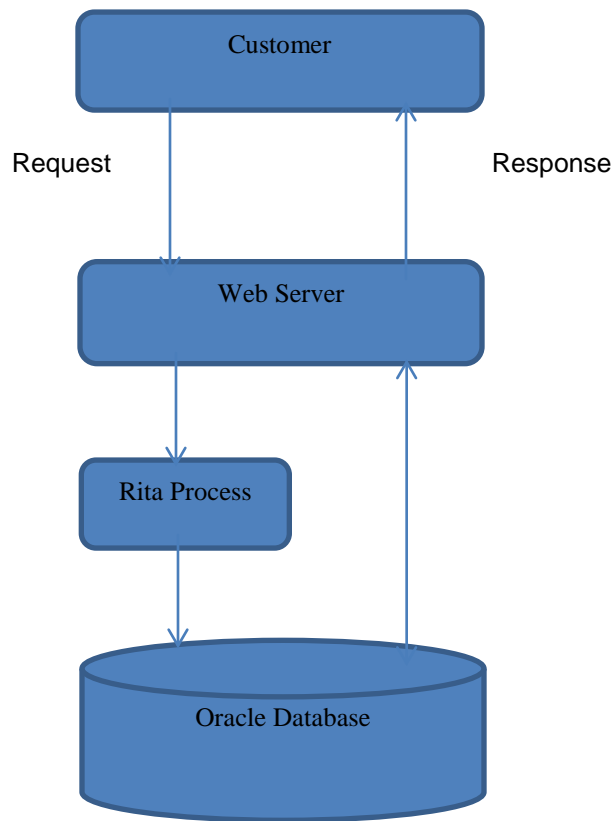 Customer
Request
Response
Web Server
Rita Process
Oracle Database